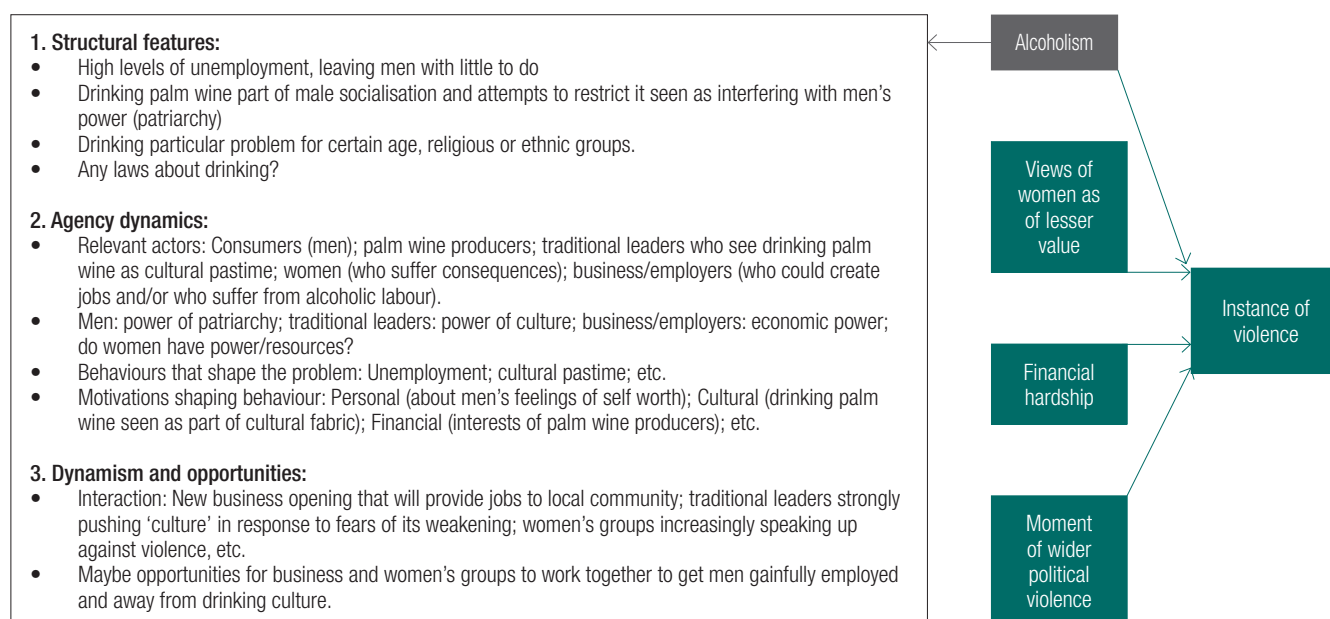 1. Structural features:
• High levels of unemployment, leaving men with little to do
• Drinking palm wine part of male socialisation and attempts to restrict it seen as interfering with men’s
power (patriarchy)
• Drinking particular problem for certain age, religious or ethnic groups.
• Any laws about drinking?
2. Agency dynamics:
• Relevant actors: Consumers (men); palm wine producers; traditional leaders who see drinking palm
wine as cultural pastime; women (who suffer consequences); business/employers (who could create
jobs and/or who suffer from alcoholic labour).
• Men: power of patriarchy; traditional leaders: power of culture; business/employers: economic power;
do women have power/resources?
• Behaviours that shape the problem: Unemployment; cultural pastime; etc.
• Motivations shaping behaviour: Personal (about men’s feelings of self worth); Cultural (drinking palm
wine seen as part of cultural fabric); Financial (interests of palm wine producers); etc.
3. Dynamism and opportunities:
• Interaction: New business opening that will provide jobs to local community; traditional leaders strongly
pushing ‘culture’ in response to fears of its weakening; women’s groups increasingly speaking up
against violence, etc.
• Maybe opportunities for business and women’s groups to work together to get men gainfully employed
and away from drinking culture.
Alcoholism
Views of
women as
of lesser
value
Financial
hardship
Moment
of wider
political
violence
Instance of
violence